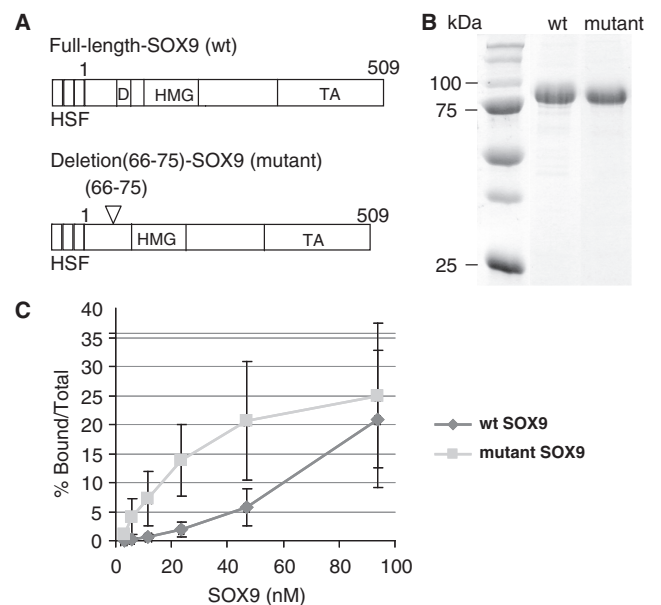 A
Full-length-SOX9 (wt)
1 509
D HMG TA
HSF
Deletion(66-75)-SOX9 (mutant)
(66-75)
1 509
HMG TA
HSF
B kDa wt mutant
100
75
25
C
40
35
30
25
20
15
10
5
0
% Bound/Total
0 20 40 60 80 100
SOX9 (nM)
wt SOX9
mutant SOX9